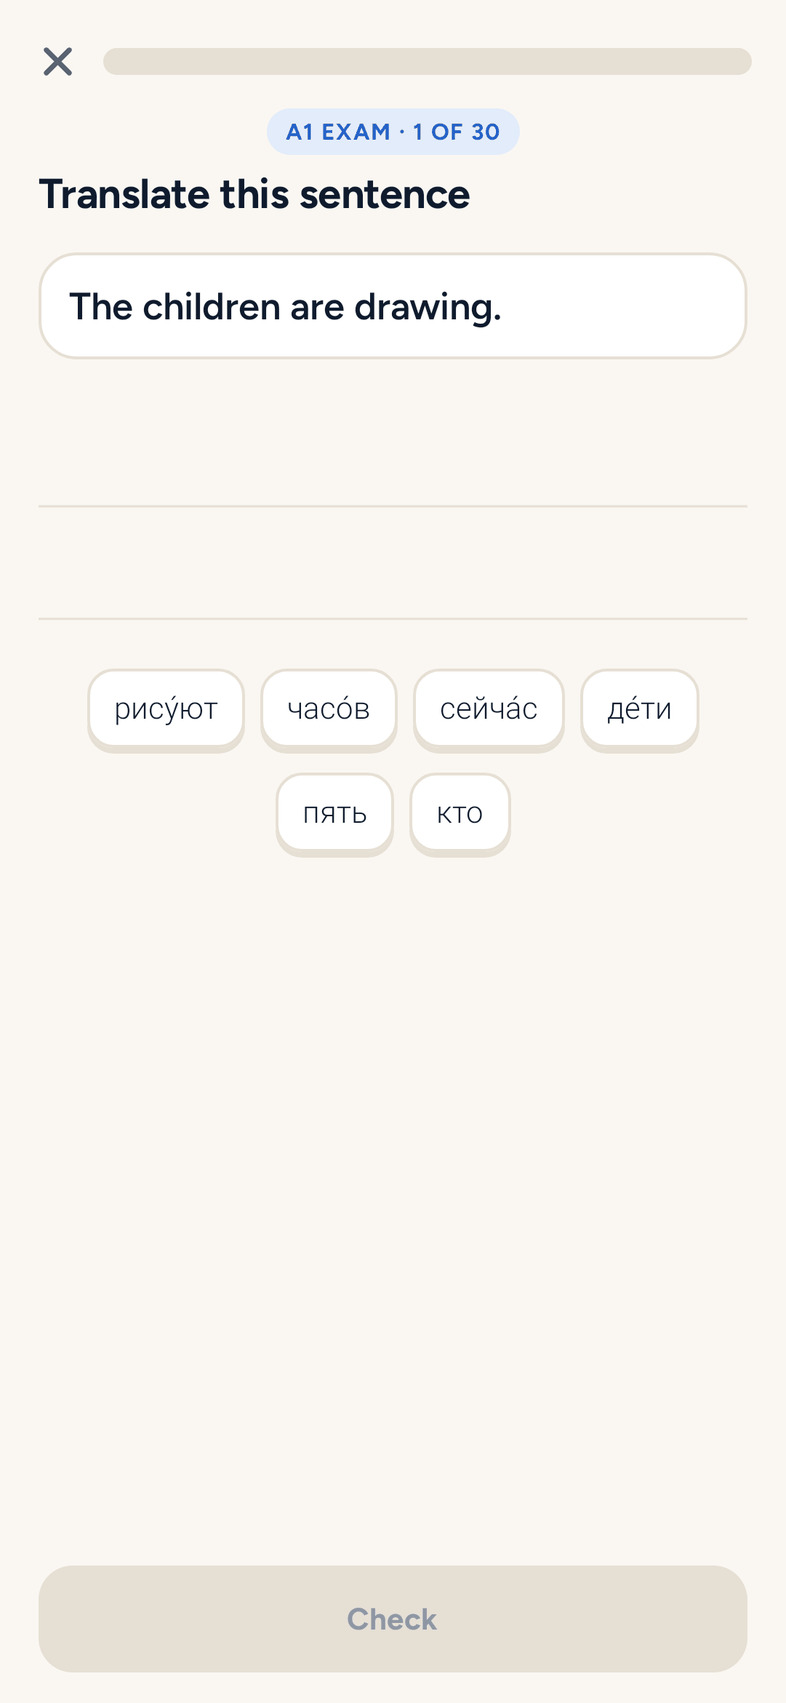 A1 EXAM · 1 OF 30
Translate this sentence
The children are drawing.
рису́ют часо́в сейча́с де́ти
пять кто
Check